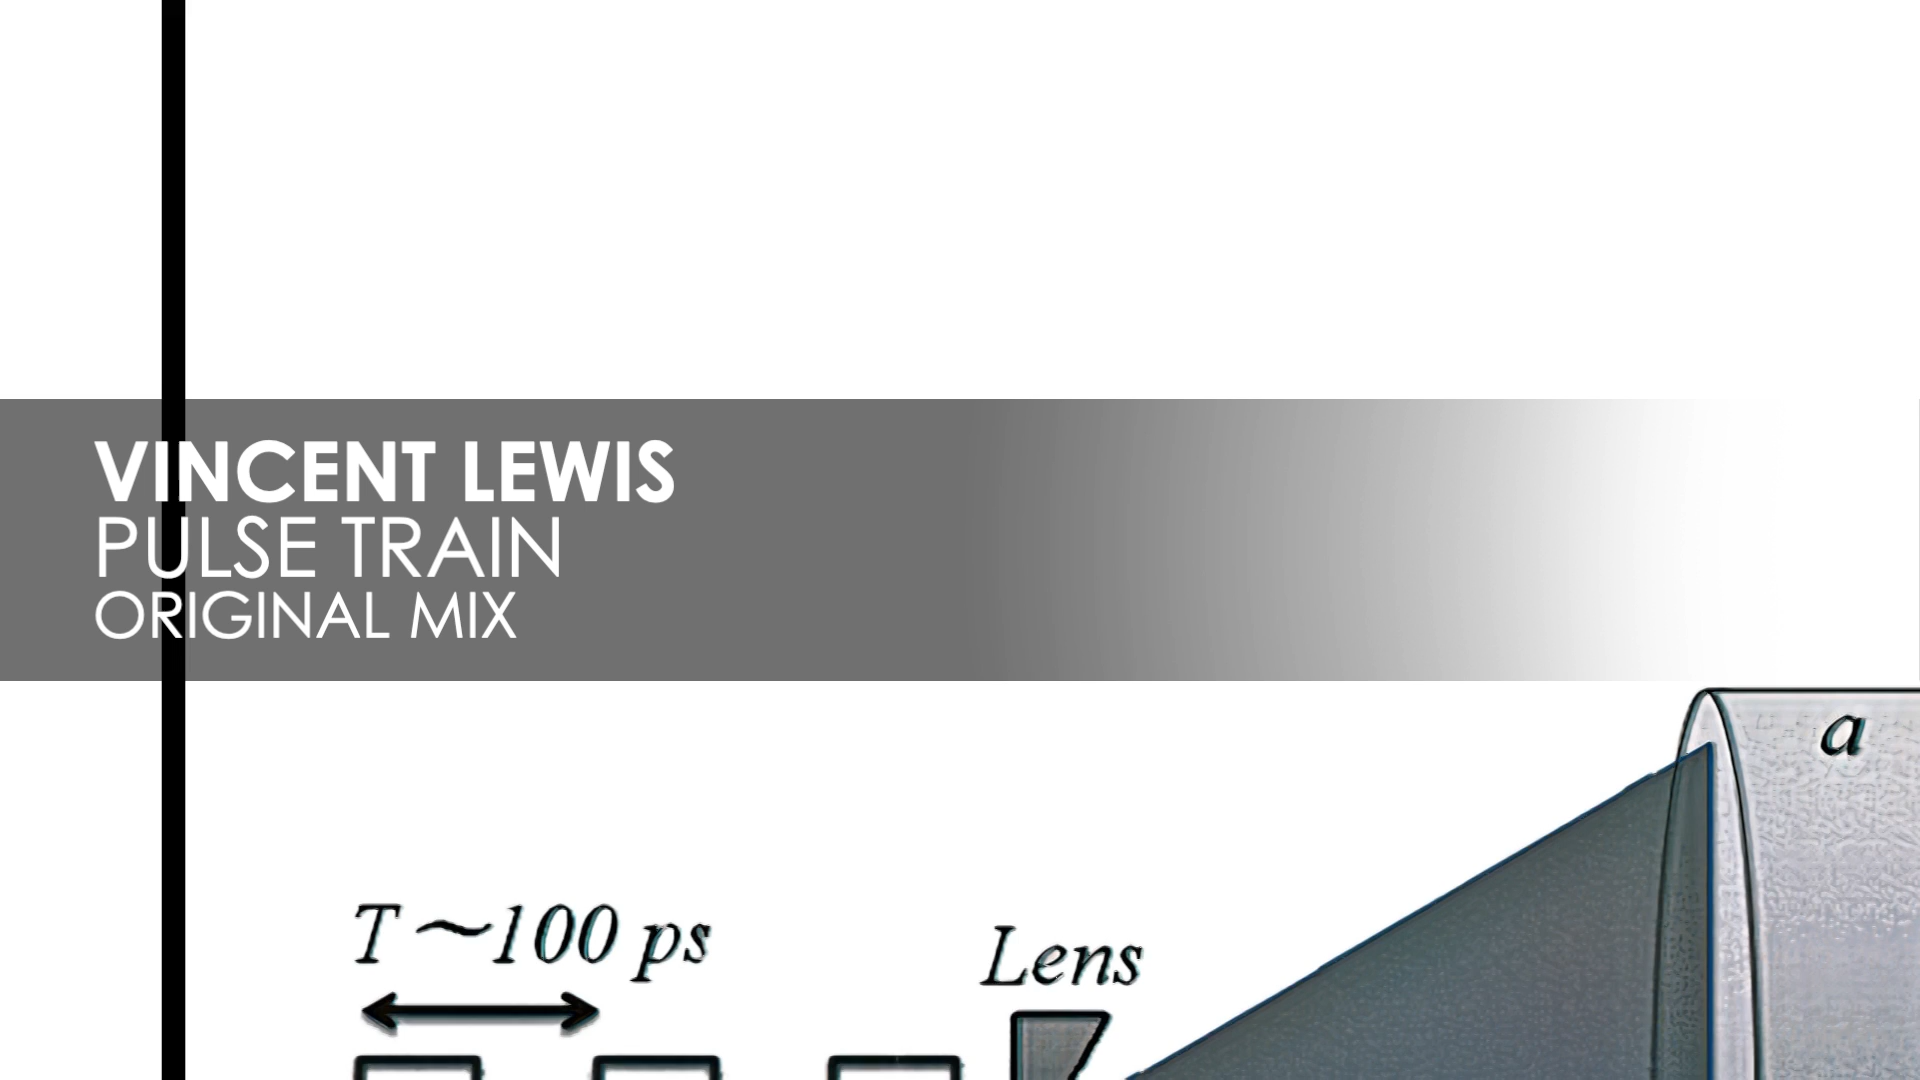 VINCENT LEWIS
PULSE TRAIN
ORIGINAL MIX
a
T ~100 ps
Lens